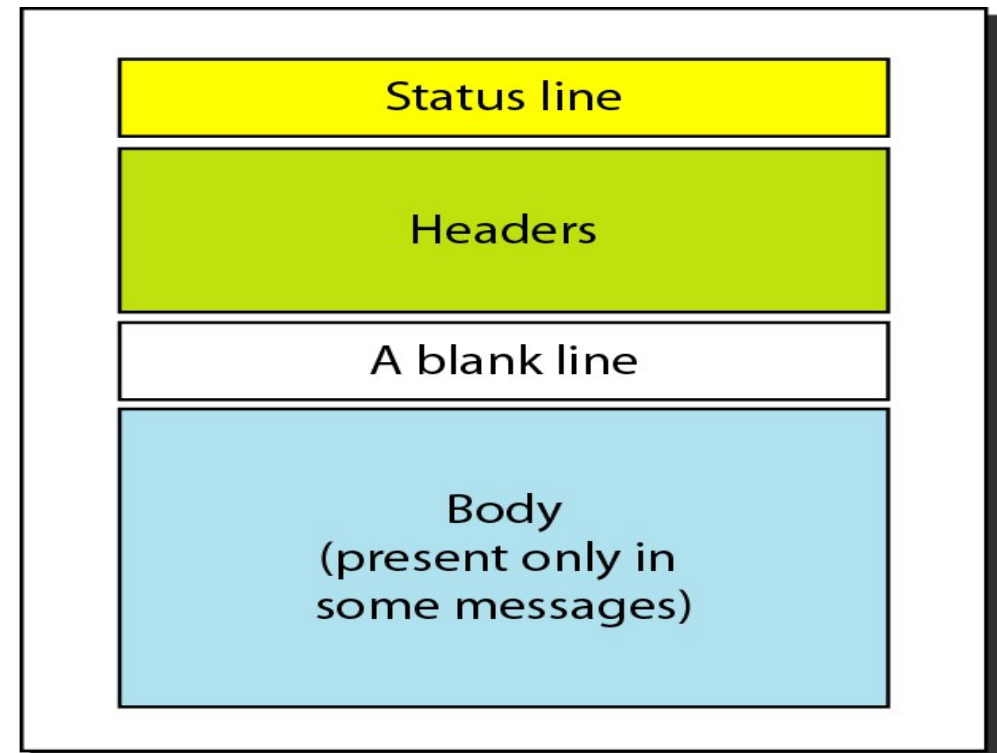 Status line
Headers
A blank line
Body
(present only in
some messages)